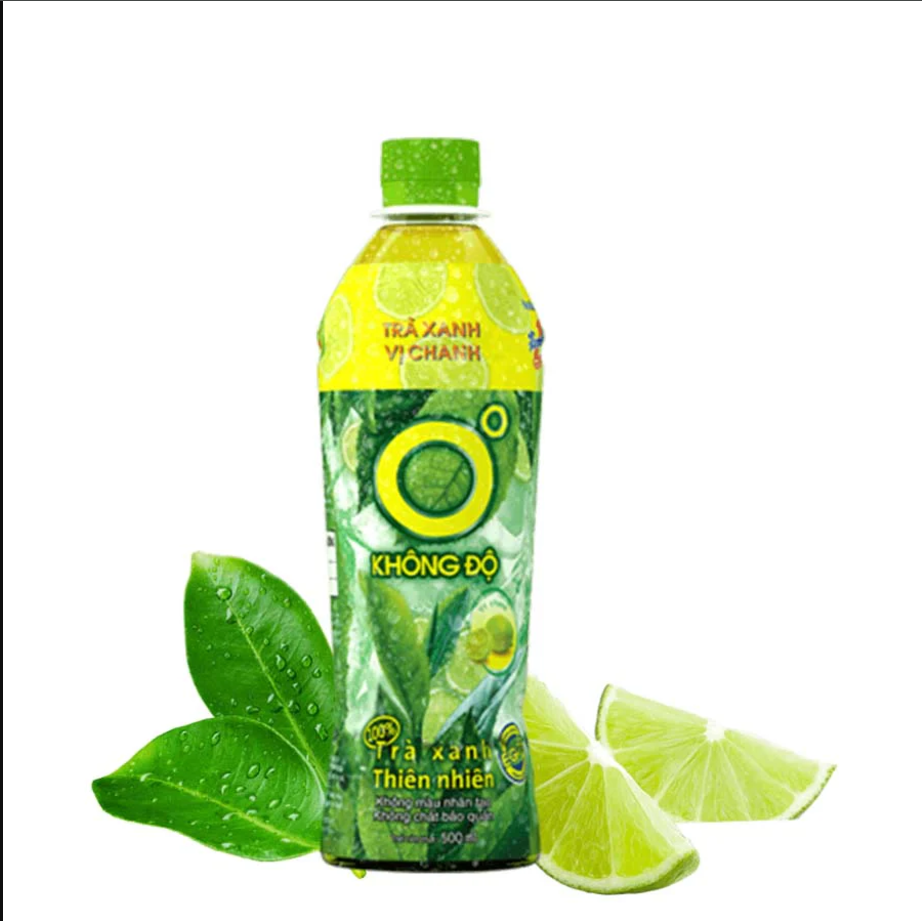 TRÀ XANH
VỊ CHANH
O°
KHÔNG ĐỘ
100%
Trà xanh
Thiên nhiên
Không màu nhân tạo
Không chất bảo quản
500 ml